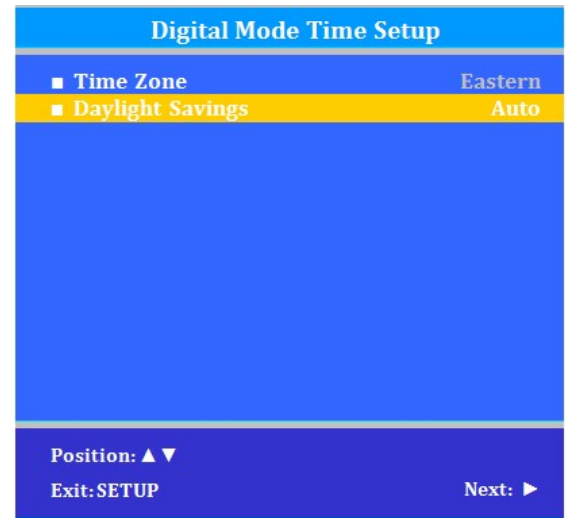 Digital Mode Time Setup
■ Time Zone Eastern
■ Daylight Savings Auto
Position: ▲ ▼
Exit: SETUP Next: ►